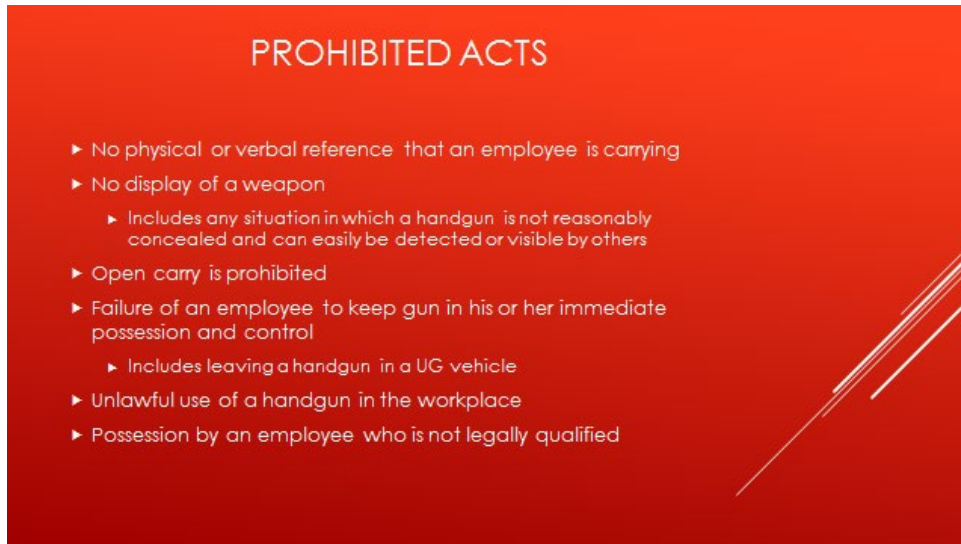 PROHIBITED ACTS
No physical or verbal reference that an employee is carrying
No display of a weapon
Includes any situation in which a handgun is not reasonably
concealed and can easily be detected or visible by others
Open carry is prohibited
Failure of an employee to keep gun in his or her immediate
possession and control
Includes leaving a handgun in a UG vehicle
Unlawful use of a handgun in the workplace
Possession by an employee who is not legally qualified